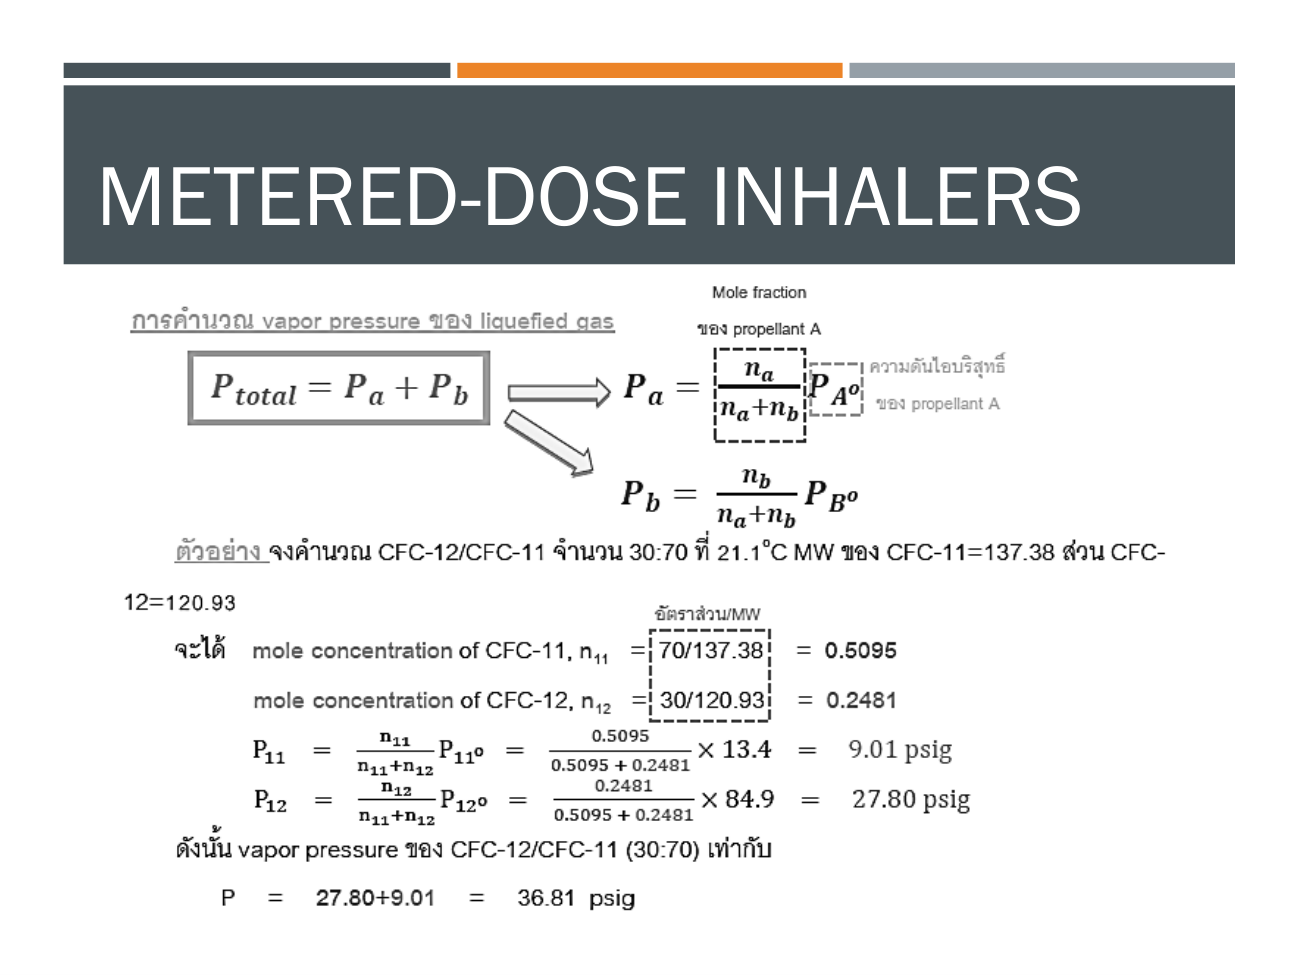 METERED-DOSE INHALERS
Mole fraction
ของ propellant A
การคำนวณ vapor pressure ของ liquefied gas
P_total = P_a + P_b
P_a = n_a / (n_a+n_b) P_A°
ความดันไอบริสุทธิ์
ของ propellant A
P_b = n_b / (n_a+n_b) P_B°
ตัวอย่าง จงคำนวณ CFC-12/CFC-11 จำนวน 30:70 ที่ 21.1°C MW ของ CFC-11=137.38 ส่วน CFC-
12=120.93
อัตราส่วน/MW
จะได้ mole concentration of CFC-11, n₁₁ = 70/137.38 = 0.5095
mole concentration of CFC-12, n₁₂ = 30/120.93 = 0.2481
P₁₁ = n₁₁ / (n₁₁+n₁₂) P₁₁° = 0.5095 / (0.5095 + 0.2481) × 13.4 = 9.01 psig
P₁₂ = n₁₂ / (n₁₁+n₁₂) P₁₂° = 0.2481 / (0.5095 + 0.2481) × 84.9 = 27.80 psig
ดังนั้น vapor pressure ของ CFC-12/CFC-11 (30:70) เท่ากับ
P = 27.80+9.01 = 36.81 psig